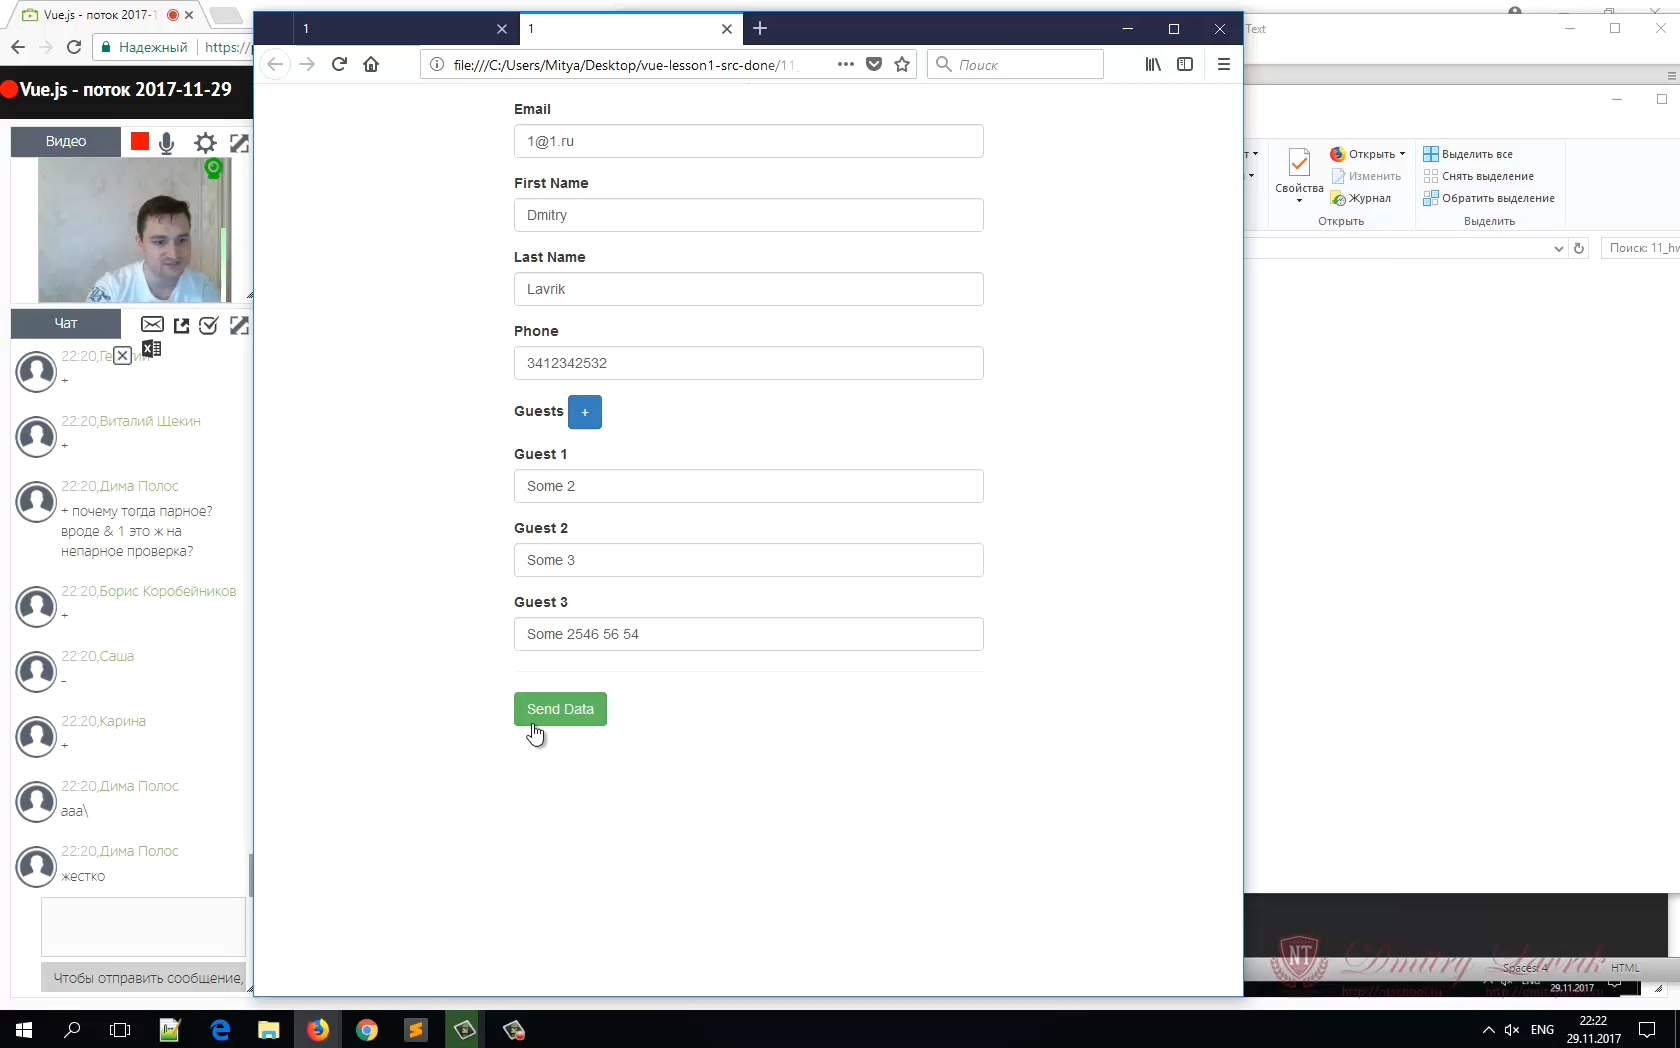 Vue.js - поток 2017-1
Надежный
https://
Vue.js - поток 2017-11-29
Видео
Чат
22:20,
+
22:20,Виталий Щекин
+
22:20,Дима Полос
+ почему тогда парное?
вроде & 1 это ж на
непарное проверка?
22:20,Борис Коробейников
+
22:20,Саша
-
22:20,Карина
+
22:20,Дима Полос
ааа\
22:20,Дима Полос
жестко
Чтобы отправить сообщение,
1
1
file:///C:/Users/Mitya/Desktop/vue-lesson1-src-done/11_
Поиск
Email
1@1.ru
First Name
Dmitry
Last Name
Lavrik
Phone
3412342532
Guests +
Guest 1
Some 2
Guest 2
Some 3
Guest 3
Some 2546 56 54
Send Data
Text
Свойства
Открыть
Изменить
Журнал
Открыть
Выделить все
Снять выделение
Обратить выделение
Выделить
Поиск: 11_hw
NT
Dmitry Lavrik
Spaces: 4
HTML
29.11.2017
ENG
22:22
29.11.2017